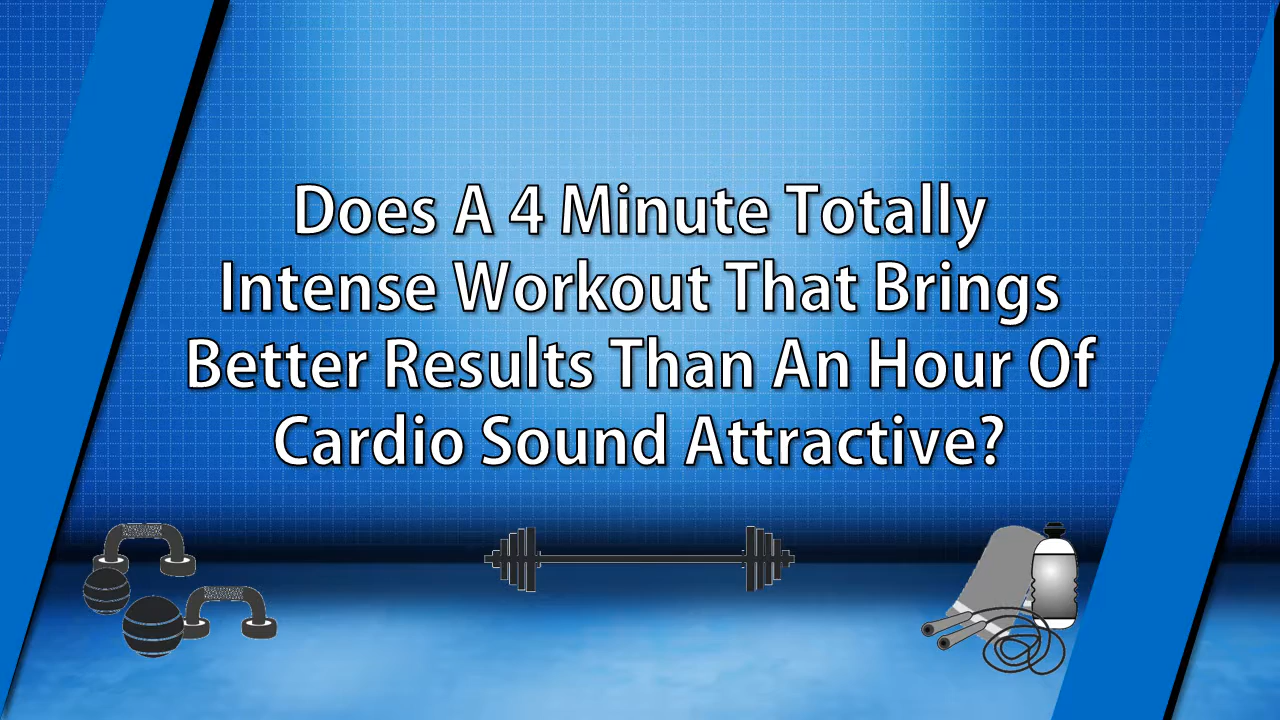 Does A 4 Minute Totally
Intense Workout That Brings
Better Results Than An Hour Of
Cardio Sound Attractive?